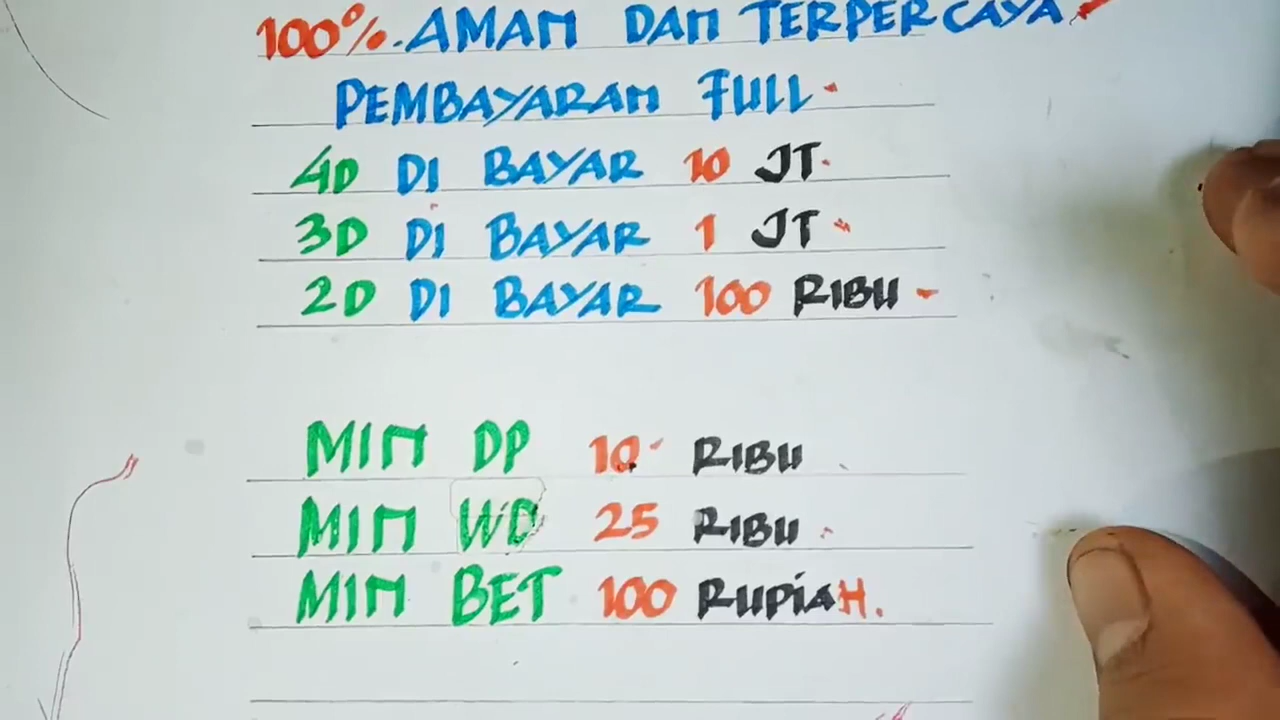 100%. AMAN DAN TERPERCAYA
PEMBAYARAN FULL.
4D DI BAYAR 10 JT.
3D DI BAYAR 1 JT.
2D DI BAYAR 100 RIBU.
MIN DP 10 RIBU
MIN WD 25 RIBU.
MIN BET 100 RUPiAH.